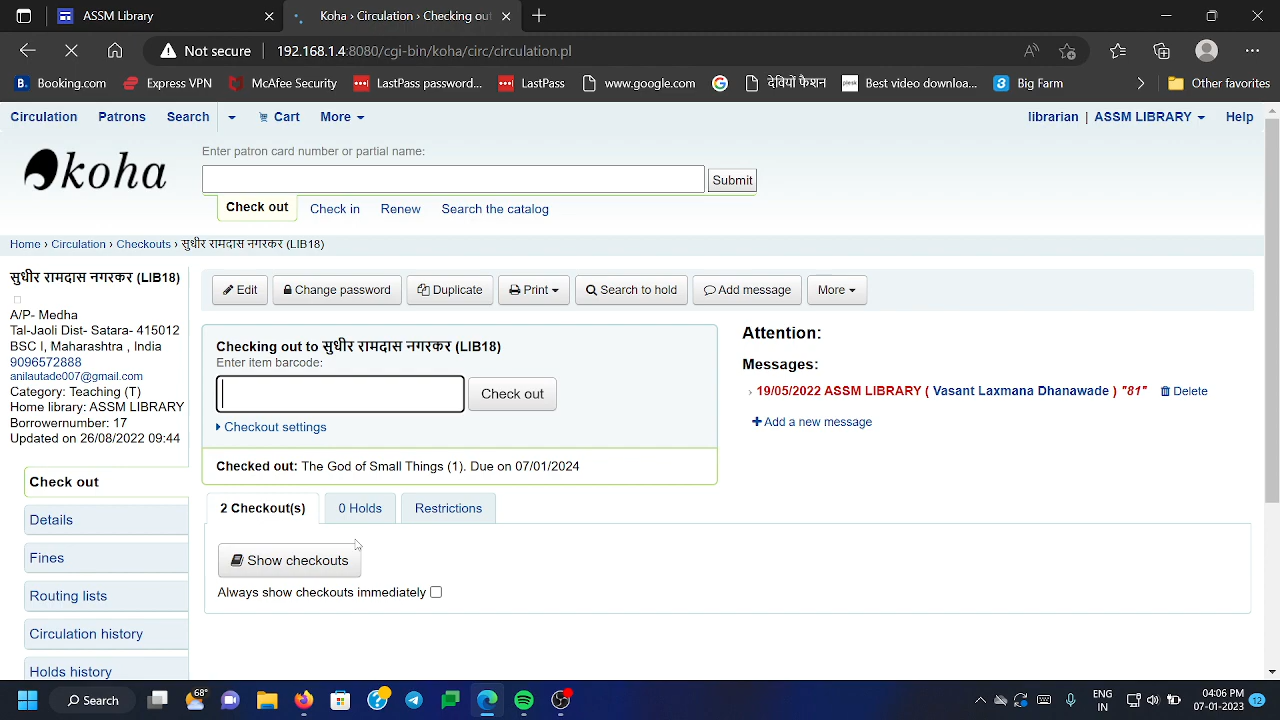 ASSM Library
Koha › Circulation › Checking out
Not secure 192.168.1.4:8080/cgi-bin/koha/circ/circulation.pl
B. Booking.com Express VPN McAfee Security LastPass password... LastPass www.google.com G देवियों फैशन Best video downloa... Big Farm Other favorites
Circulation Patrons Search Cart More librarian | ASSM LIBRARY Help
koha
Enter patron card number or partial name:
Submit
Check out Check in Renew Search the catalog
Home › Circulation › Checkouts › सुधीर रामदास नगरकर (LIB18)
सुधीर रामदास नगरकर (LIB18)
A/P- Medha
Tal-Jaoli Dist- Satara- 415012
BSC I, Maharashtra , India
9096572888
anilautado007@gmail.com
Category: Teaching (T)
Home library: ASSM LIBRARY
Borrowernumber: 17
Updated on 26/08/2022 09:44
Check out
Details
Fines
Routing lists
Circulation history
Holds history
Edit Change password Duplicate Print Search to hold Add message More
Checking out to सुधीर रामदास नगरकर (LIB18)
Enter item barcode:
Check out
Checkout settings
Checked out: The God of Small Things (1). Due on 07/01/2024
Attention:
Messages:
› 19/05/2022 ASSM LIBRARY ( Vasant Laxmana Dhanawade ) "81" Delete
Add a new message
2 Checkout(s) 0 Holds Restrictions
Show checkouts
Always show checkouts immediately
68° Search ENG IN 04:06 PM 07-01-2023 12